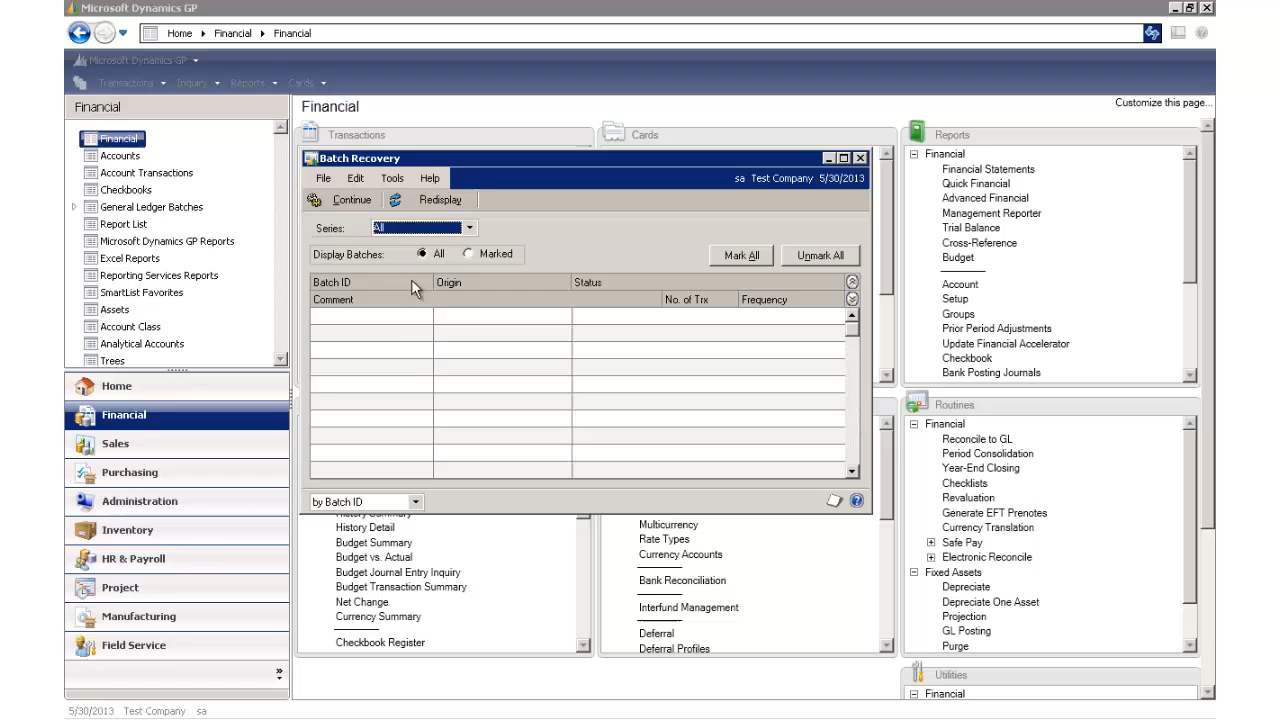 Microsoft Dynamics GP
Home
Financial
Financial
Microsoft Dynamics GP
Transactions
Inquiry
Reports
Cards
Financial
Financial
Customize this page...
Financial
Accounts
Account Transactions
Checkbooks
General Ledger Batches
Report List
Microsoft Dynamics GP Reports
Excel Reports
Reporting Services Reports
SmartList Favorites
Assets
Account Class
Analytical Accounts
Trees
Home
Financial
Sales
Purchasing
Administration
Inventory
HR & Payroll
Project
Manufacturing
Field Service
Transactions
Cards
Batch Recovery
File Edit Tools Help
sa Test Company 5/30/2013
Continue
Redisplay
Series:
All
Display Batches:
All
Marked
Mark All
Unmark All
Batch ID
Origin
Status
Comment
No. of Trx
Frequency
by Batch ID
History Detail
Budget Summary
Budget vs. Actual
Budget Journal Entry Inquiry
Budget Transaction Summary
Net Change
Currency Summary
Checkbook Register
Multicurrency
Rate Types
Currency Accounts
Bank Reconciliation
Interfund Management
Deferral
Deferral Profiles
Reports
Financial
Financial Statements
Quick Financial
Advanced Financial
Management Reporter
Trial Balance
Cross-Reference
Budget
Account
Setup
Groups
Prior Period Adjustments
Update Financial Accelerator
Checkbook
Bank Posting Journals
Routines
Financial
Reconcile to GL
Period Consolidation
Year-End Closing
Checklists
Revaluation
Generate EFT Prenotes
Currency Translation
Safe Pay
Electronic Reconcile
Fixed Assets
Depreciate
Depreciate One Asset
Projection
GL Posting
Purge
Utilities
Financial
5/30/2013 Test Company sa